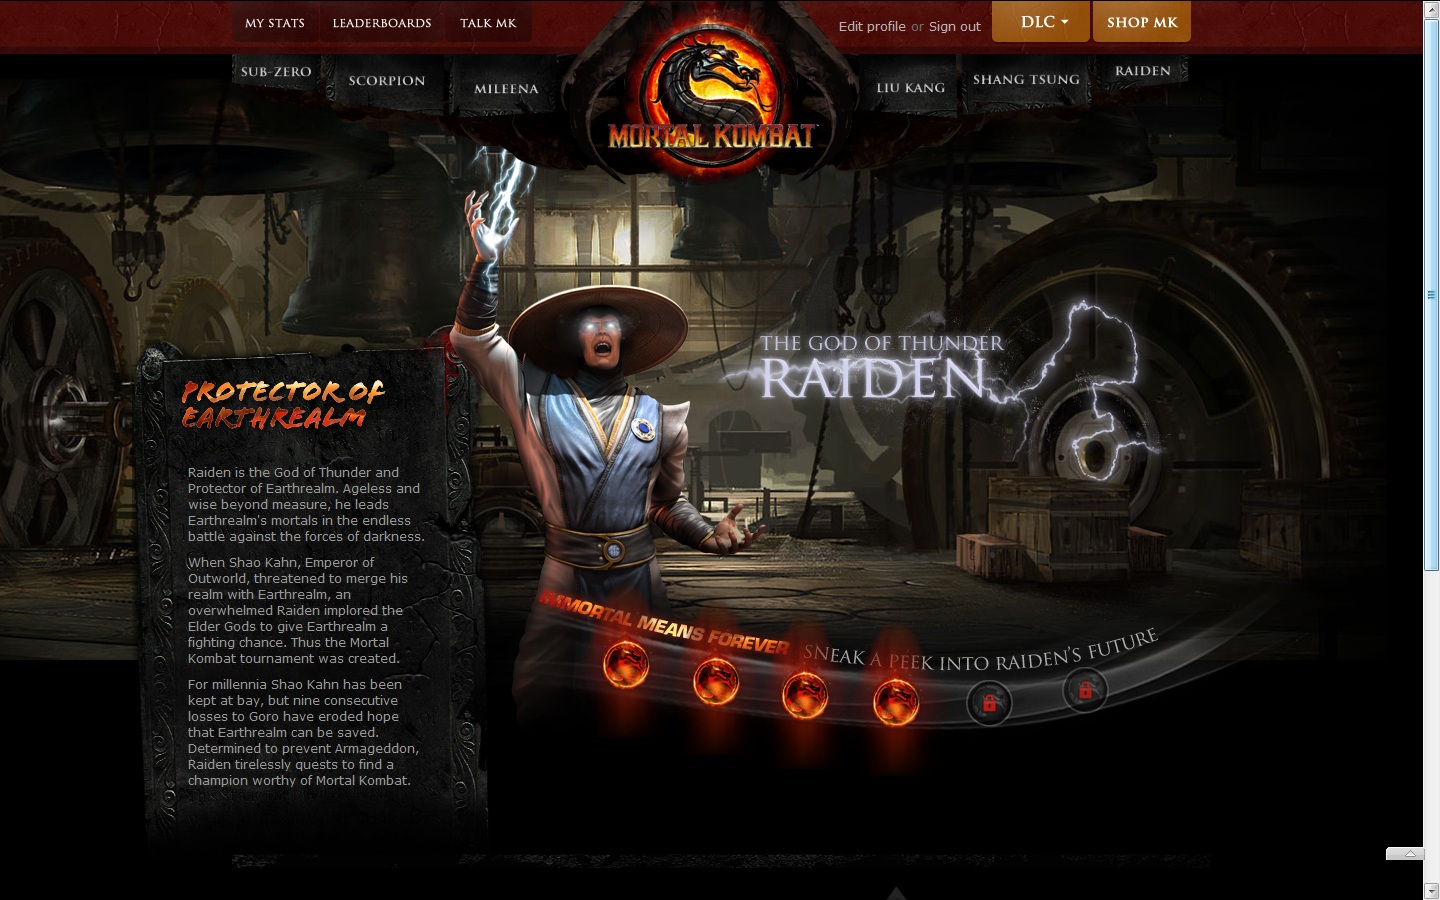 MY STATS
LEADERBOARDS
TALK MK
Edit profile or Sign out
DLC
SHOP MK
SUB-ZERO
SCORPION
MILEENA
MORTAL KOMBAT
LIU KANG
SHANG TSUNG
RAIDEN
THE GOD OF THUNDER
RAIDEN
PROTECTOR OF
EARTHREALM
Raiden is the God of Thunder and
Protector of Earthrealm. Ageless and
wise beyond measure, he leads
Earthrealm's mortals in the endless
battle against the forces of darkness.
When Shao Kahn, Emperor of
Outworld, threatened to merge his
realm with Earthrealm, an
overwhelmed Raiden implored the
Elder Gods to give Earthrealm a
fighting chance. Thus the Mortal
Kombat tournament was created.
For millennia Shao Kahn has been
kept at bay, but nine consecutive
losses to Goro have eroded hope
that Earthrealm can be saved.
Determined to prevent Armageddon,
Raiden tirelessly quests to find a
champion worthy of Mortal Kombat.
IMMORTAL MEANS FOREVER
SNEAK A PEEK INTO RAIDEN'S FUTURE